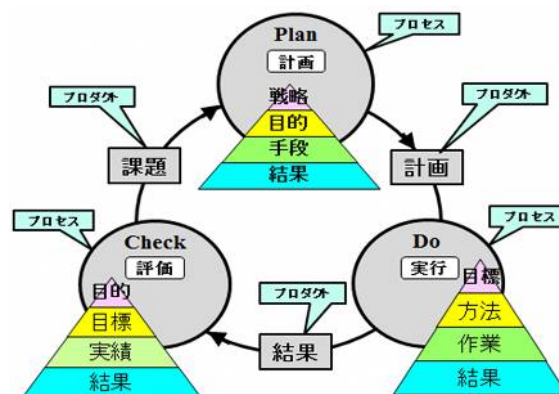 Plan
計画
プロセス
戦略
目的
手段
結果
プロダクト
課題
プロダクト
計画
プロセス
Check
評価
目的
目標
実績
結果
プロダクト
結果
プロセス
Do
実行
目標
方法
作業
結果